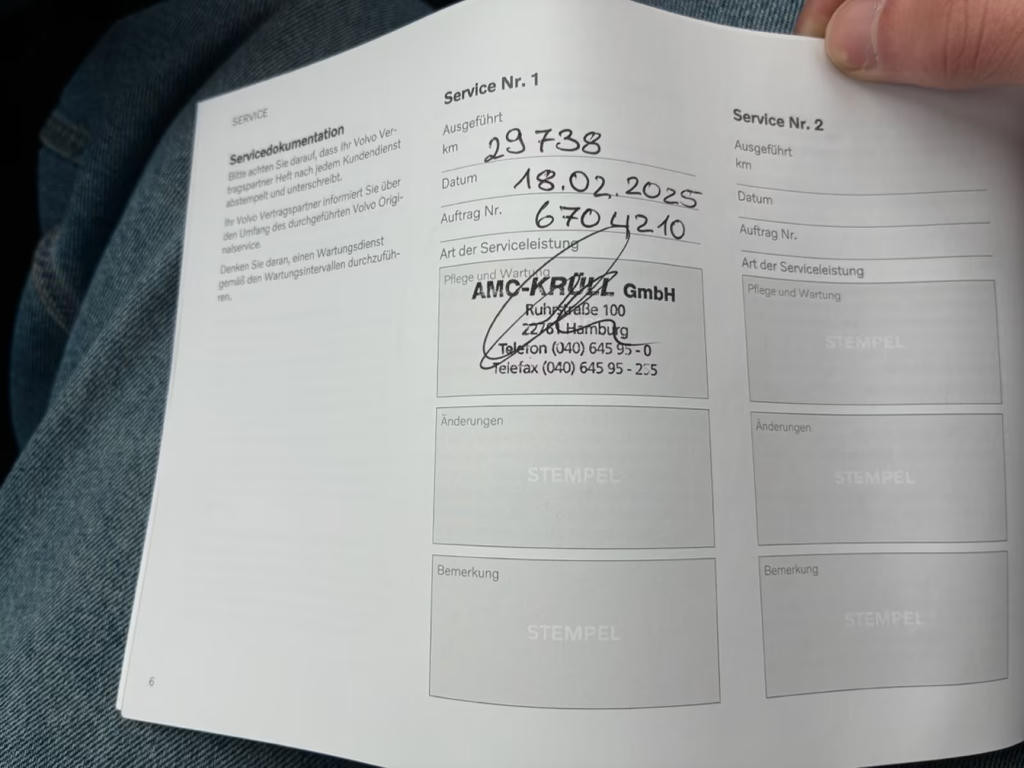 SERVICE
Servicedokumentation
Bitte achten Sie darauf, dass Ihr Volvo Ver-
tragspartner Heft nach jedem Kundendienst
abstempelt und unterschreibt.
Ihr Volvo Vertragspartner informiert Sie über
den Umfang des durchgeführten Volvo Origi-
nalservice.
Denken Sie daran, einen Wartungsdienst
gemäß den Wartungsintervallen durchzufüh-
ren.
6
Service Nr. 1
Ausgeführt
km 29738
Datum 18.02.2025
Auftrag Nr. 6704210
Art der Serviceleistung
Pflege und Wartung
AMC-KRÜLL GmbH
Ruhrstraße 100
22761 Hamburg
Telefon (040) 645 95 - 0
Telefax (040) 645 95 -
Änderungen
STEMPEL
Bemerkung
STEMPEL
Service Nr. 2
Ausgeführt
km
Datum
Auftrag Nr.
Art der Serviceleistung
Pflege und Wartung
STEMPEL
Änderungen
STEMPEL
Bemerkung
STEMPEL